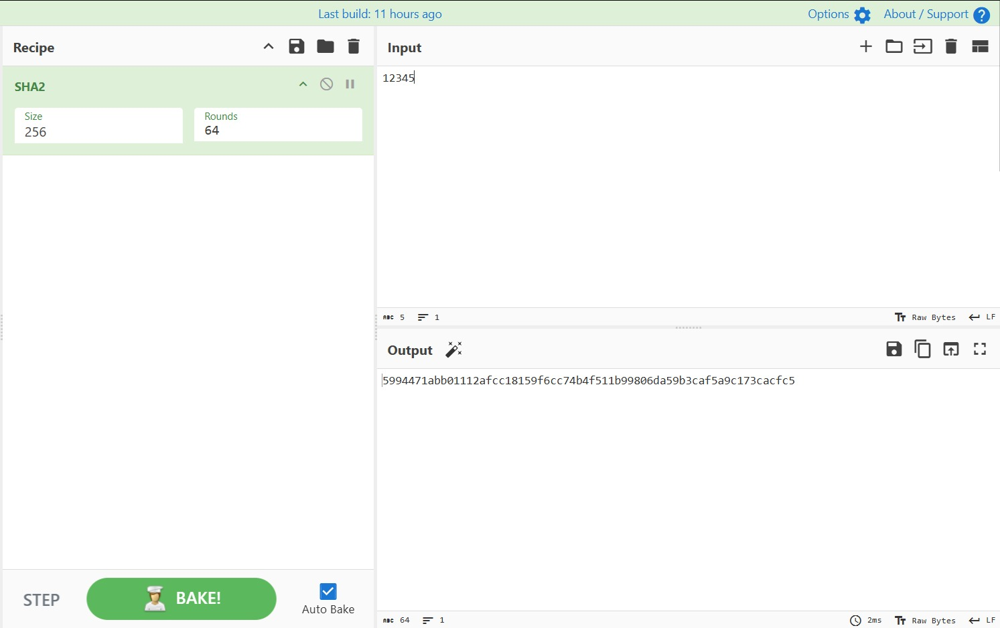 Last build: 11 hours ago
Options
About / Support
Recipe
SHA2
Size
256
Rounds
64
STEP
BAKE!
Auto Bake
Input
12345
ABC 5
1
Raw Bytes
LF
Output
5994471abb01112afcc18159f6cc74b4f511b99806da59b3caf5a9c173cacfc5
ABC 64
1
2ms
Raw Bytes
LF